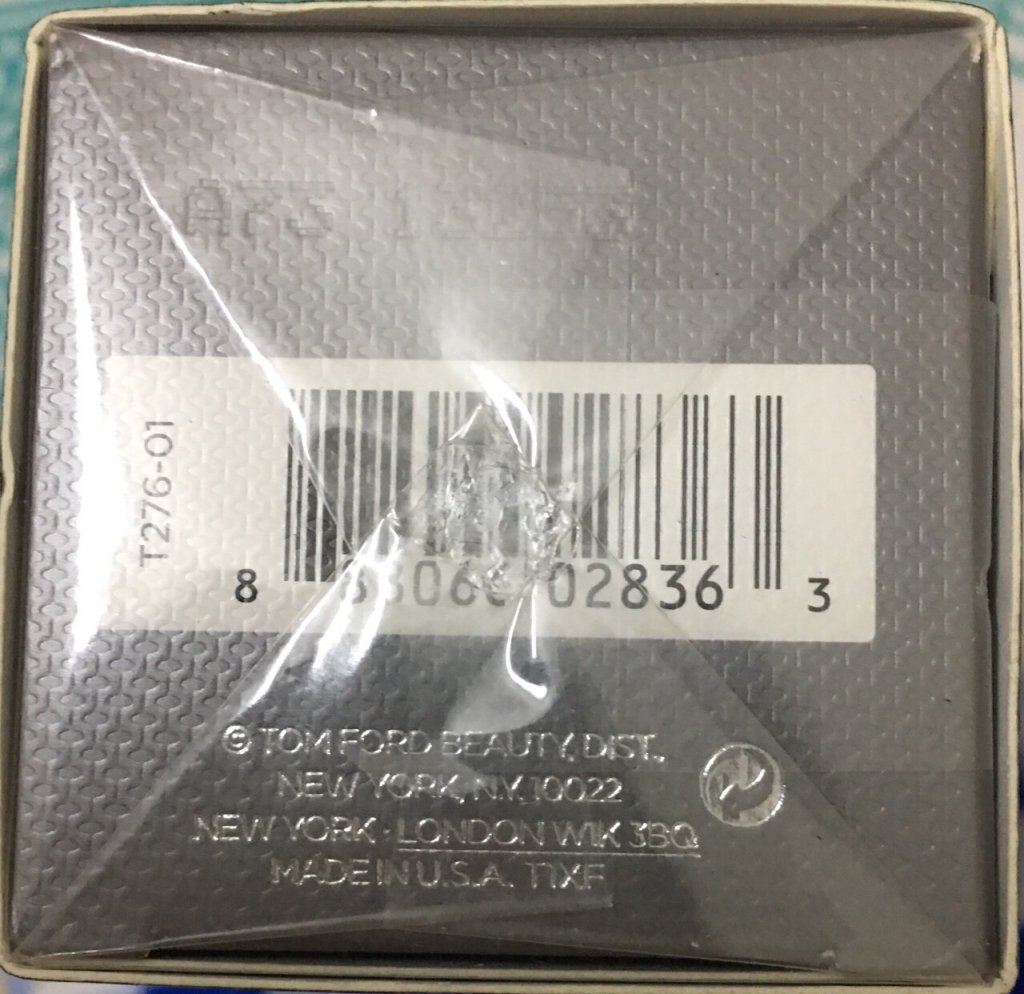 T276-01
8 88066 02836 3
© TOM FORD BEAUTY, DIST.,
NEW YORK, N.Y. 10022
NEW YORK · LONDON W1K 3BQ
MADE IN U.S.A. T1XF